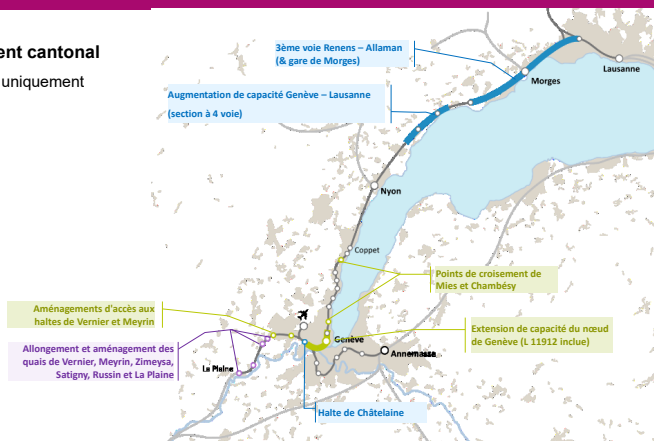 ent cantonal
uniquement
3ème voie Renens – Allaman
(& gare de Morges)
Lausanne
Morges
Augmentation de capacité Genève – Lausanne
(section à 4 voie)
Nyon
Coppet
Points de croisement de
Mies et Chambésy
Aménagements d'accès aux
haltes de Vernier et Meyrin
Extension de capacité du nœud
de Genève (L 11912 inclue)
Genève
Allongement et aménagement des
quais de Vernier, Meyrin, Zimeysa,
Satigny, Russin et La Plaine
La Plaine
Annemasse
Halte de Châtelaine